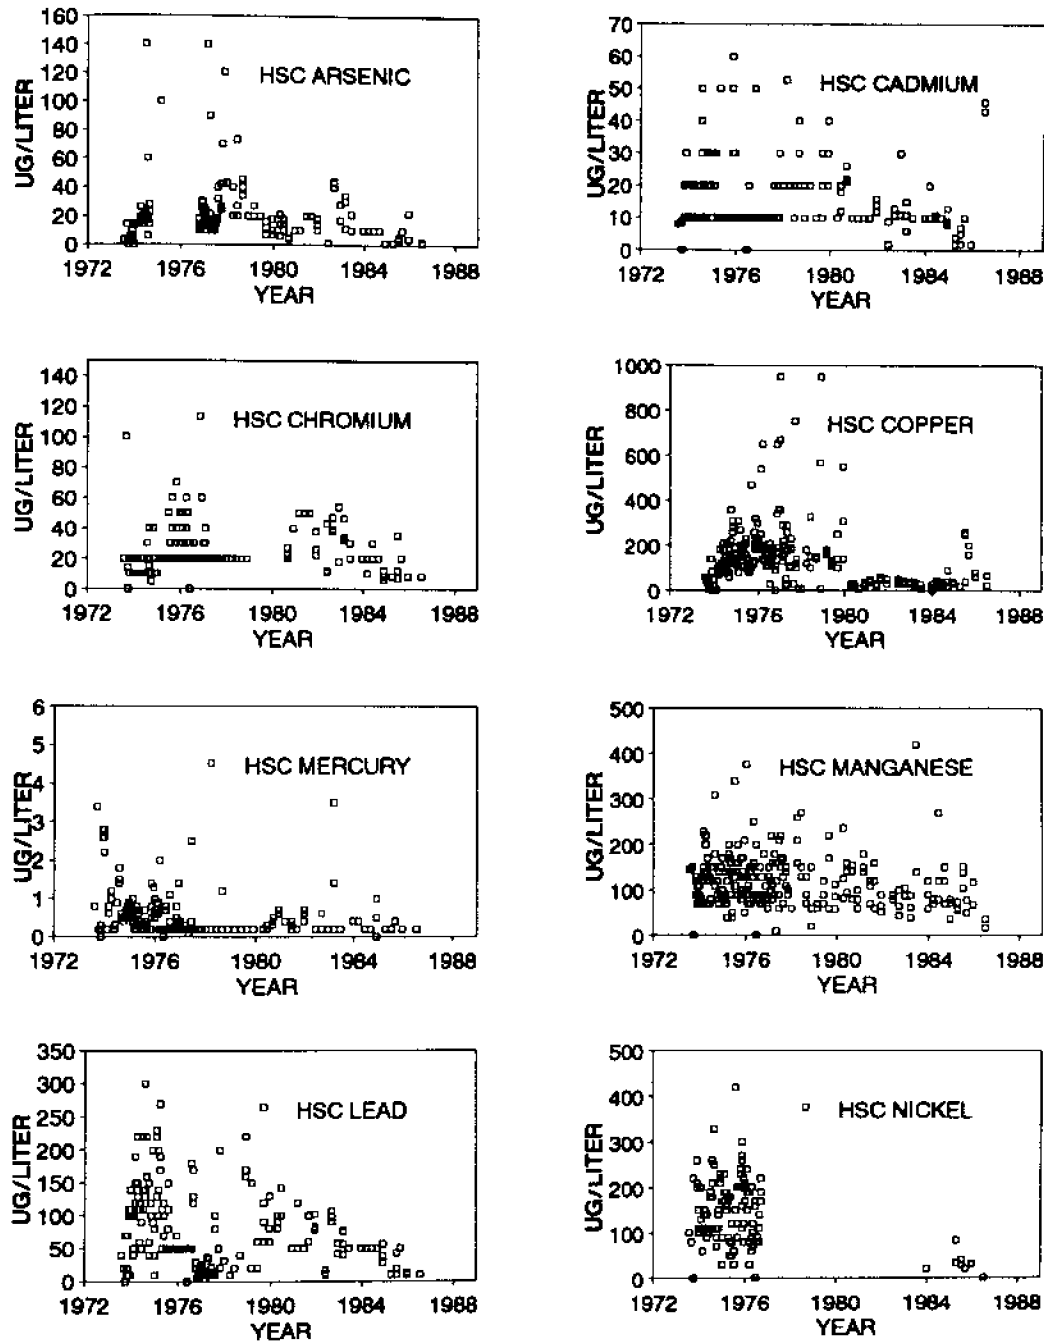 160
140
120
100
80
60
40
20
0
UG/LITER
HSC ARSENIC
1972 1976 1980 1984 1988
YEAR
70
60
50
40
30
20
10
0
UG/LITER
HSC CADMIUM
1972 1976 1980 1984 1988
YEAR
140
120
100
80
60
40
20
0
UG/LITER
HSC CHROMIUM
1972 1976 1980 1984 1988
YEAR
1000
800
600
400
200
0
UG/LITER
HSC COPPER
1972 1976 1980 1984 1988
YEAR
6
5
4
3
2
1
0
UG/LITER
HSC MERCURY
1972 1976 1980 1984 1988
YEAR
500
400
300
200
100
0
UG/LITER
HSC MANGANESE
1972 1976 1980 1984 1988
YEAR
350
300
250
200
150
100
50
0
UG/LITER
HSC LEAD
1972 1976 1980 1984 1988
YEAR
500
400
300
200
100
0
UG/LITER
HSC NICKEL
1972 1976 1980 1984 1988
YEAR